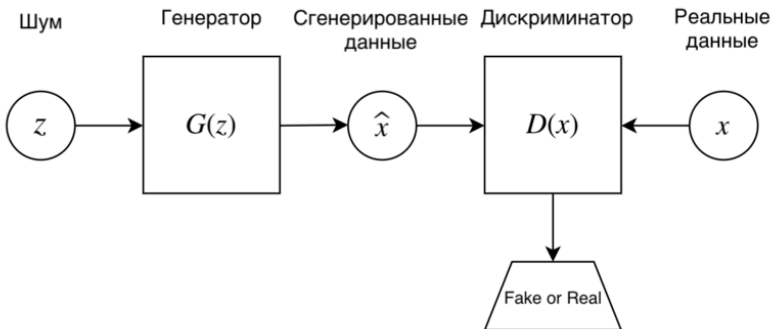 Шум
Генератор
Сгенерированные
данные
Дискриминатор
Реальные
данные
z
G(z)
x̂
D(x)
x
Fake or Real